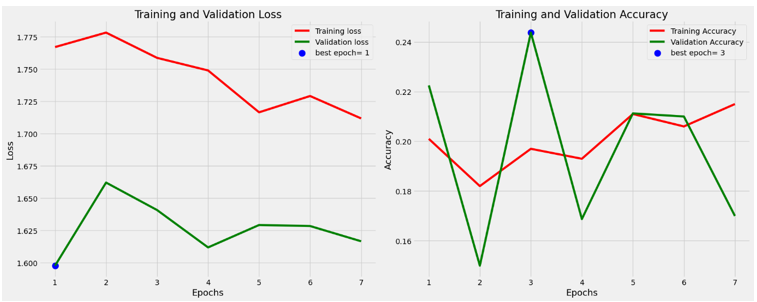 Training and Validation Loss
Training loss
Validation loss
best epoch= 1
1.775
1.750
1.725
1.700
1.675
1.650
1.625
1.600
Loss
1 2 3 4 5 6 7
Epochs
Training and Validation Accuracy
Training Accuracy
Validation Accuracy
best epoch= 3
0.24
0.22
0.20
0.18
0.16
Accuracy
1 2 3 4 5 6 7
Epochs